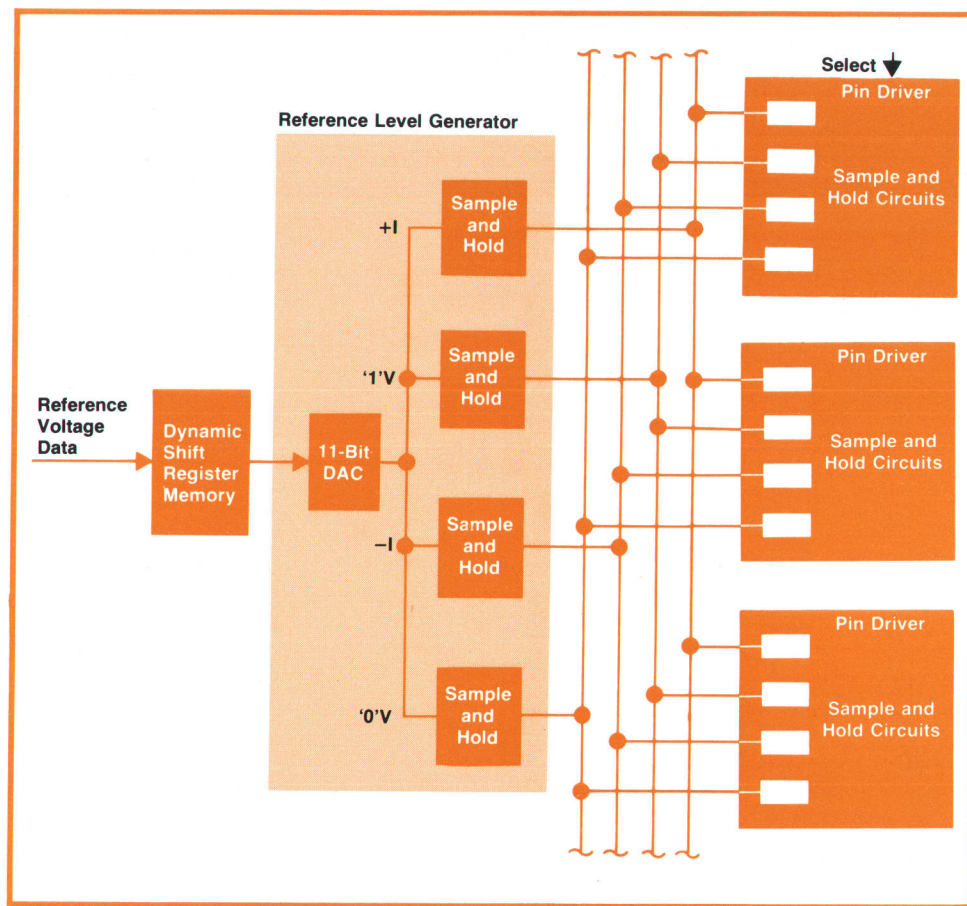 Select
Pin Driver
Sample and
Hold Circuits
Reference Level Generator
+I
Sample
and
Hold
'1'V
Sample
and
Hold
Pin Driver
Sample and
Hold Circuits
Reference
Voltage
Data
Dynamic
Shift
Register
Memory
11-Bit
DAC
−I
Sample
and
Hold
Pin Driver
Sample and
Hold Circuits
'0'V
Sample
and
Hold